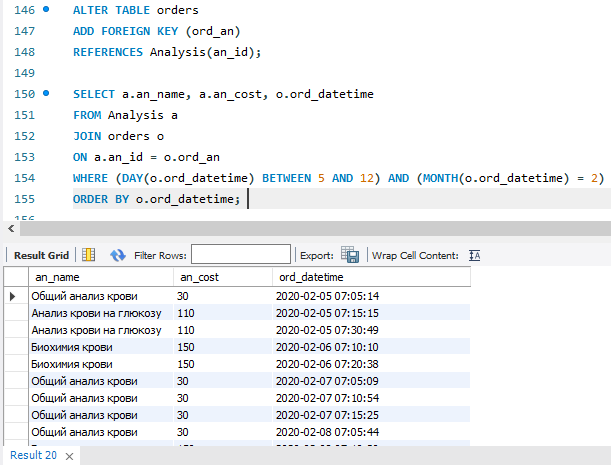 146 ALTER TABLE orders
147 ADD FOREIGN KEY (ord_an)
148 REFERENCES Analysis(an_id);
149
150 SELECT a.an_name, a.an_cost, o.ord_datetime
151 FROM Analysis a
152 JOIN orders o
153 ON a.an_id = o.ord_an
154 WHERE (DAY(o.ord_datetime) BETWEEN 5 AND 12) AND (MONTH(o.ord_datetime) = 2)
155 ORDER BY o.ord_datetime;
Result Grid Filter Rows: Export: Wrap Cell Content:
an_name an_cost ord_datetime
Общий анализ крови 30 2020-02-05 07:05:14
Анализ крови на глюкозу 110 2020-02-05 07:15:15
Анализ крови на глюкозу 110 2020-02-05 07:30:49
Биохимия крови 150 2020-02-06 07:10:10
Биохимия крови 150 2020-02-06 07:20:38
Общий анализ крови 30 2020-02-07 07:05:09
Общий анализ крови 30 2020-02-07 07:10:54
Общий анализ крови 30 2020-02-07 07:15:25
Общий анализ крови 30 2020-02-08 07:05:44
Result 20